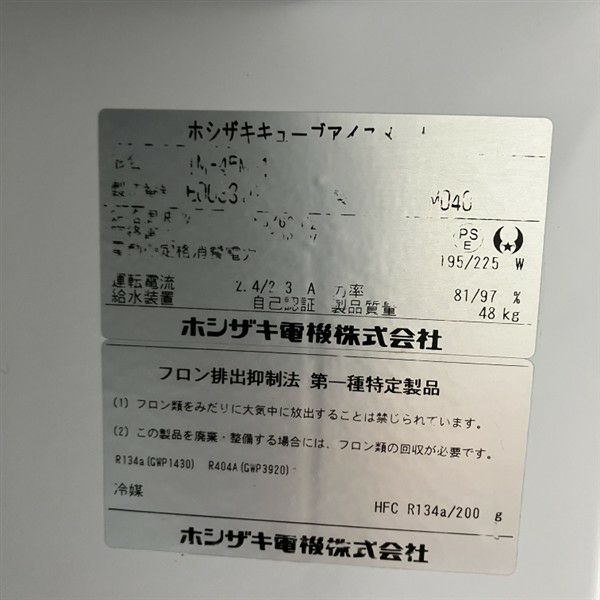 ホシザキキューブアイス
M040
PS
E
195/225 W
運転電流 2.4/2.3 A 力率 81/97 %
給水装置 自己認証 製品質量 48 kg
ホシザキ電機株式会社
フロン排出抑制法 第一種特定製品
(1) フロン類をみだりに大気中に放出することは禁じられています。
(2) この製品を廃棄・整備する場合には、フロン類の回収が必要です。
R134a(GWP1430) R404A(GWP3920)
冷媒 HFC R134a/200 g
ホシザキ電機株式会社